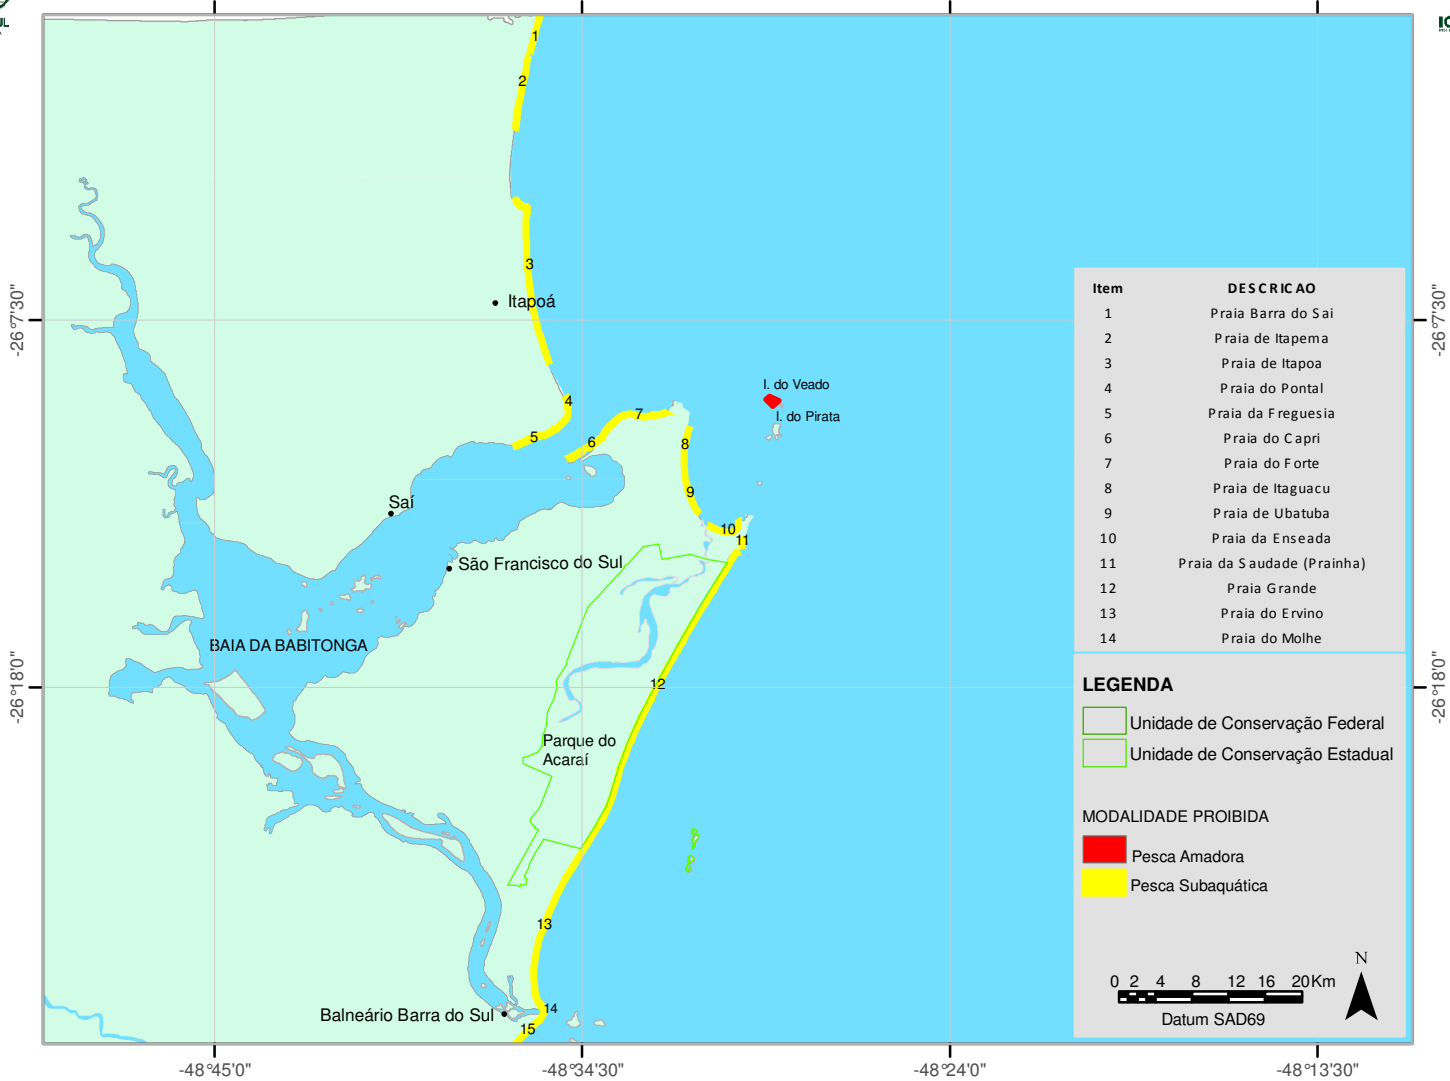 UL
IC
1
2
3
Itapoá
4
5
6
7
8
9
10
11
12
13
14
15
I. do Veado
I. do Pirata
Saí
São Francisco do Sul
BAIA DA BABITONGA
Parque do
Acaraí
Balneário Barra do Sul
-26°7'30"
-26°18'0"
-26°7'30"
-26°18'0"
-48°45'0"
-48°34'30"
-48°24'0"
-48°13'30"
Item DESCRICAO
1 Praia Barra do Sai
2 Praia de Itapema
3 Praia de Itapoa
4 Praia do Pontal
5 Praia da Freguesia
6 Praia do Capri
7 Praia do Forte
8 Praia de Itaguacu
9 Praia de Ubatuba
10 Praia da Enseada
11 Praia da Saudade (Prainha)
12 Praia Grande
13 Praia do Ervino
14 Praia do Molhe
LEGENDA
Unidade de Conservação Federal
Unidade de Conservação Estadual
MODALIDADE PROIBIDA
Pesca Amadora
Pesca Subaquática
0 2 4 8 12 16 20Km
Datum SAD69
N